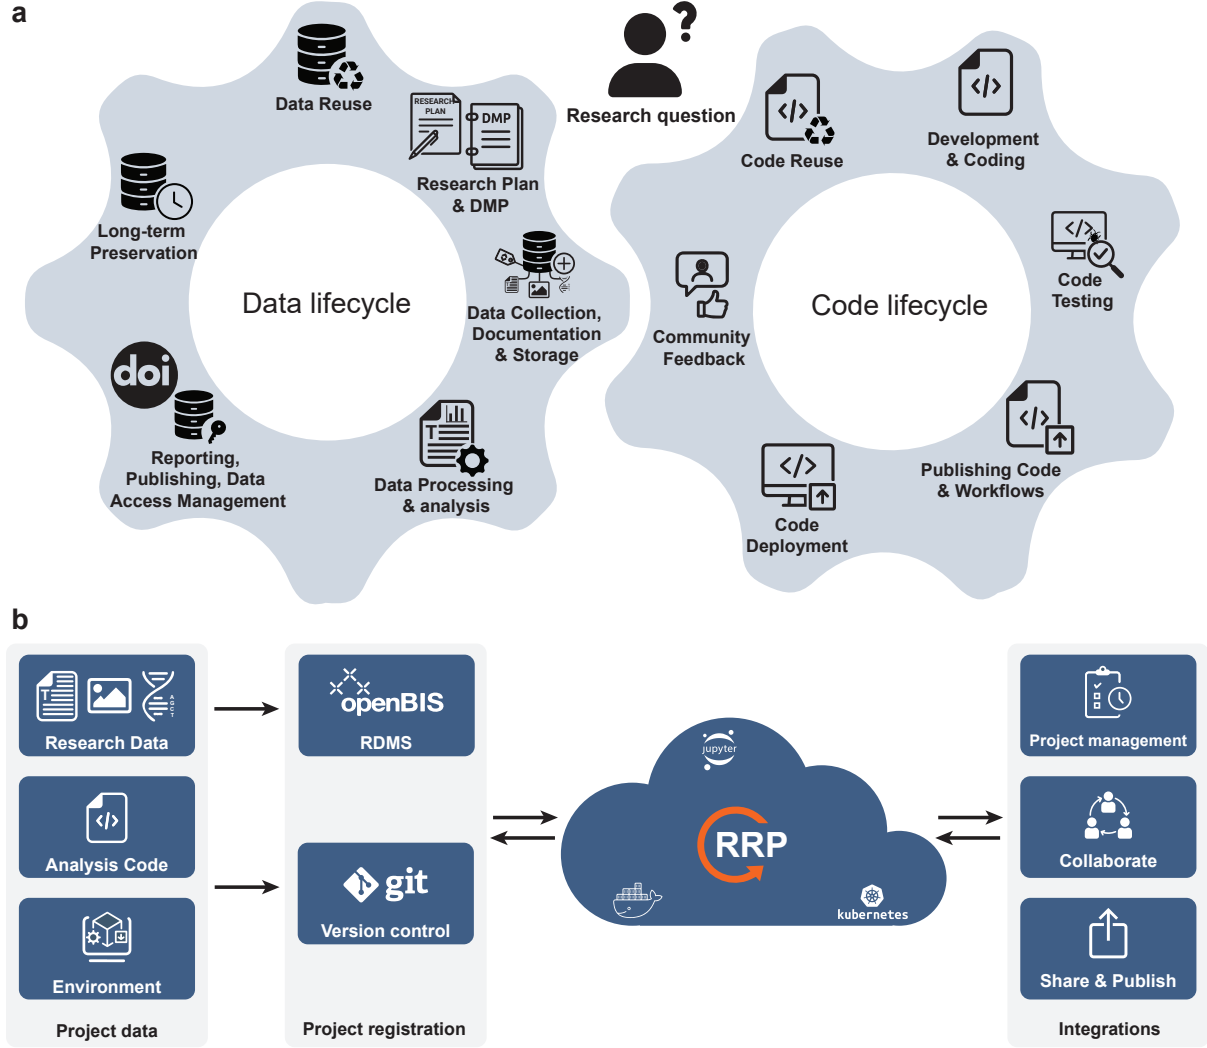 a
Data Reuse
RESEARCH
PLAN
DMP
Research Plan
& DMP
Long-term
Preservation
Data lifecycle
Data Collection,
Documentation
& Storage
doi
Reporting,
Publishing, Data
Access Management
T
Data Processing
& analysis
?
Research question
</>
Code Reuse
</>
Development
& Coding
</>
Code
Testing
Code lifecycle
Community
Feedback
</>
Publishing Code
& Workflows
</>
Code
Deployment
b
T
A
G
C
T
Research Data
</>
Analysis Code
Environment
Project data
openBIS
RDMS
git
Version control
Project registration
jupyter
RRP
kubernetes
Project management
Collaborate
Share & Publish
Integrations